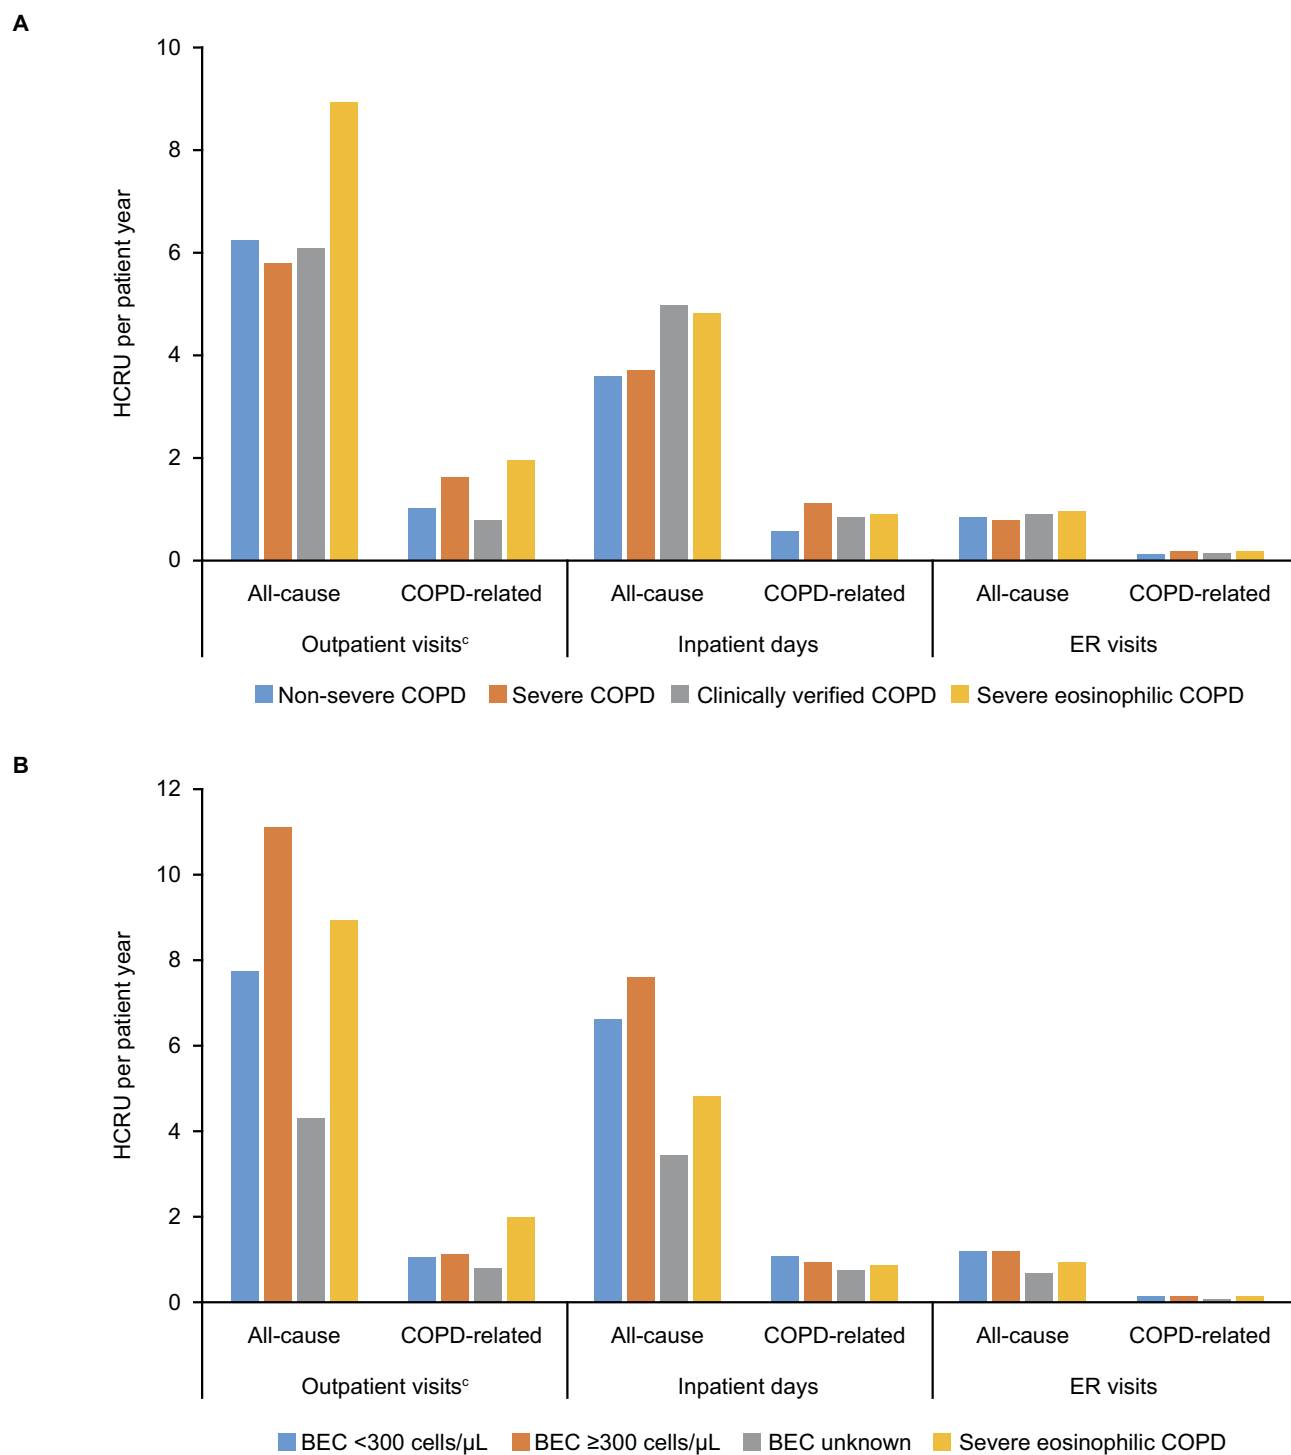 A
10
8
6
4
2
0
HCRU per patient year
All-cause COPD-related All-cause COPD-related All-cause COPD-related
Outpatient visitsᶜ Inpatient days ER visits
Non-severe COPD Severe COPD Clinically verified COPD Severe eosinophilic COPD
B
12
10
8
6
4
2
0
HCRU per patient year
All-cause COPD-related All-cause COPD-related All-cause COPD-related
Outpatient visitsᶜ Inpatient days ER visits
BEC <300 cells/µL BEC ≥300 cells/µL BEC unknown Severe eosinophilic COPD